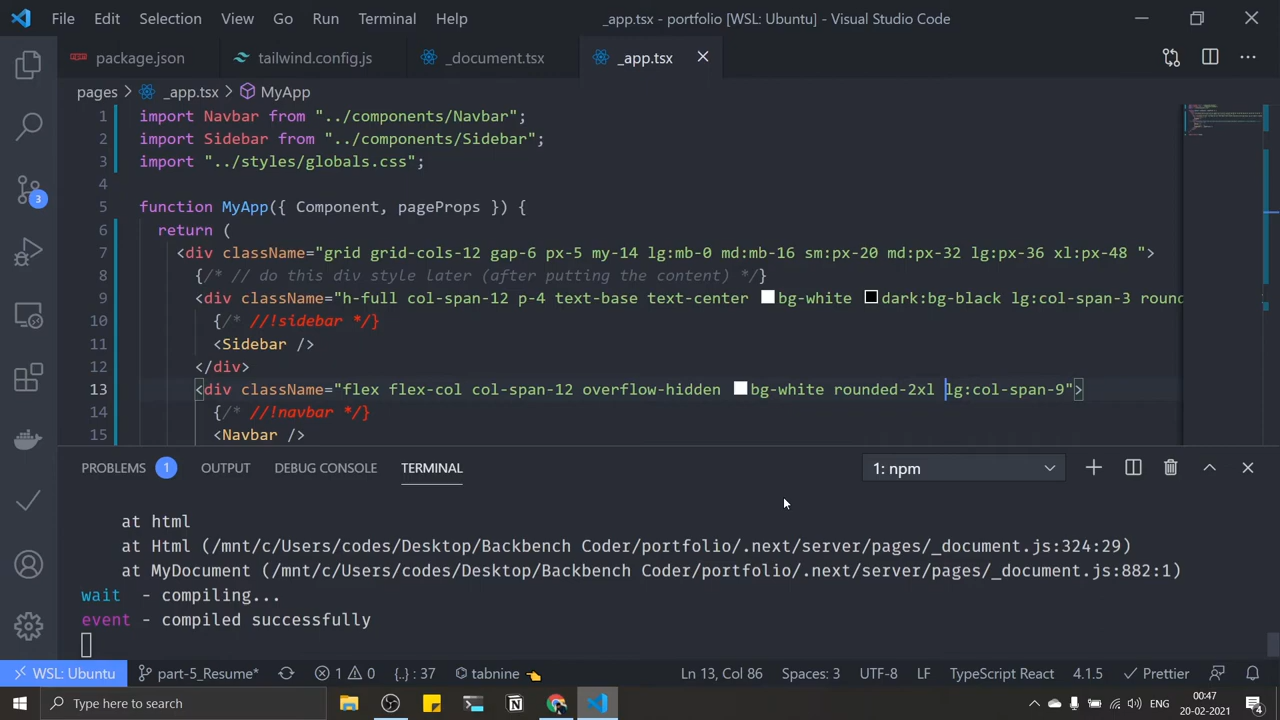 File Edit Selection View Go Run Terminal Help _app.tsx - portfolio [WSL: Ubuntu] - Visual Studio Code
package.json tailwind.config.js _document.tsx _app.tsx
pages > _app.tsx > MyApp
1 import Navbar from "../components/Navbar";
2 import Sidebar from "../components/Sidebar";
3 import "../styles/globals.css";
4
5 function MyApp({ Component, pageProps }) {
6 return (
7 <div className="grid grid-cols-12 gap-6 px-5 my-14 lg:mb-0 md:mb-16 sm:px-20 md:px-32 lg:px-36 xl:px-48 ">
8 {/* // do this div style later (after putting the content) */}
9 <div className="h-full col-span-12 p-4 text-base text-center bg-white dark:bg-black lg:col-span-3 round
10 {/* //!sidebar */}
11 <Sidebar />
12 </div>
13 <div className="flex flex-col col-span-12 overflow-hidden bg-white rounded-2xl lg:col-span-9">
14 {/* //!navbar */}
15 <Navbar />
PROBLEMS 1 OUTPUT DEBUG CONSOLE TERMINAL 1: npm
at html
at Html (/mnt/c/Users/codes/Desktop/Backbench Coder/portfolio/.next/server/pages/_document.js:324:29)
at MyDocument (/mnt/c/Users/codes/Desktop/Backbench Coder/portfolio/.next/server/pages/_document.js:882:1)
wait - compiling...
event - compiled successfully
3
WSL: Ubuntu part-5_Resume* 1 0 {..} : 37 tabnine Ln 13, Col 86 Spaces: 3 UTF-8 LF TypeScript React 4.1.5 Prettier
Type here to search ENG 00:47
20-02-2021 4